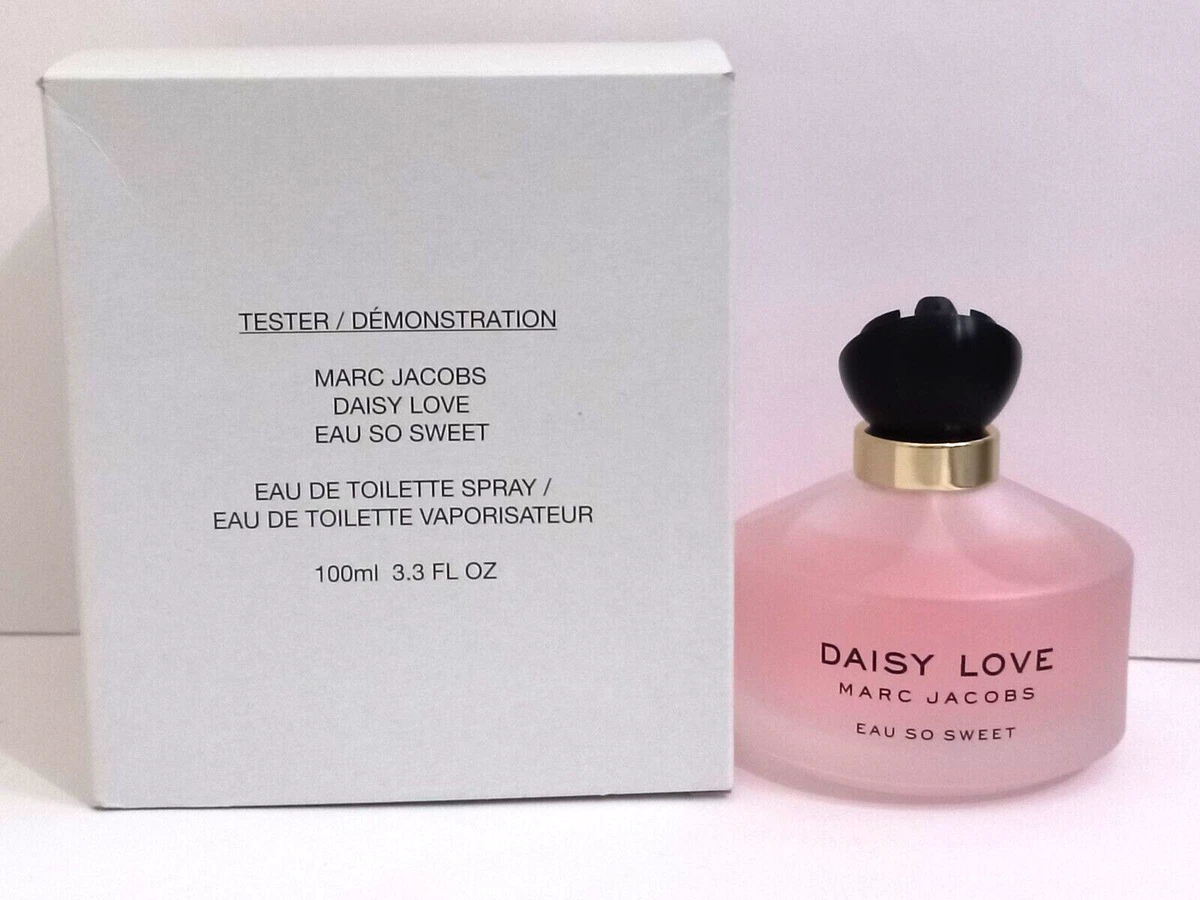 TESTER / DÉMONSTRATION
MARC JACOBS
DAISY LOVE
EAU SO SWEET
EAU DE TOILETTE SPRAY /
EAU DE TOILETTE VAPORISATEUR
100ml 3.3 FL OZ
DAISY LOVE
MARC JACOBS
EAU SO SWEET